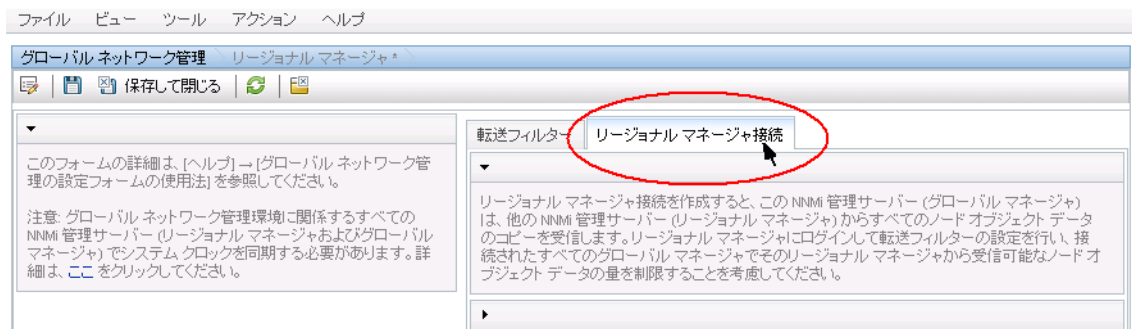 ファイル ビュー ツール アクション ヘルプ
グローバル ネットワーク管理 リージョナル マネージャ *
保存して閉じる
このフォームの詳細は、[ヘルプ]→[グローバル ネットワーク管
理の設定フォームの使用法] を参照してください。
注意: グローバル ネットワーク管理環境に関係するすべての
NNMi 管理サーバー (リージョナル マネージャおよびグローバル
マネージャ) でシステム クロックを同期する必要があります。詳
細は、ここ をクリックしてください。
転送フィルター リージョナル マネージャ接続
リージョナル マネージャ接続を作成すると、この NNMi 管理サーバー (グローバル マネージャ)
は、他の NNMi 管理サーバー (リージョナル マネージャ) からすべてのノード オブジェクト データ
のコピーを受信します。リージョナル マネージャにログインして転送フィルターの設定を行い、接
続されたすべてのグローバル マネージャでそのリージョナル マネージャから受信可能なノード オ
ブジェクト データの量を制限することを考慮してください。